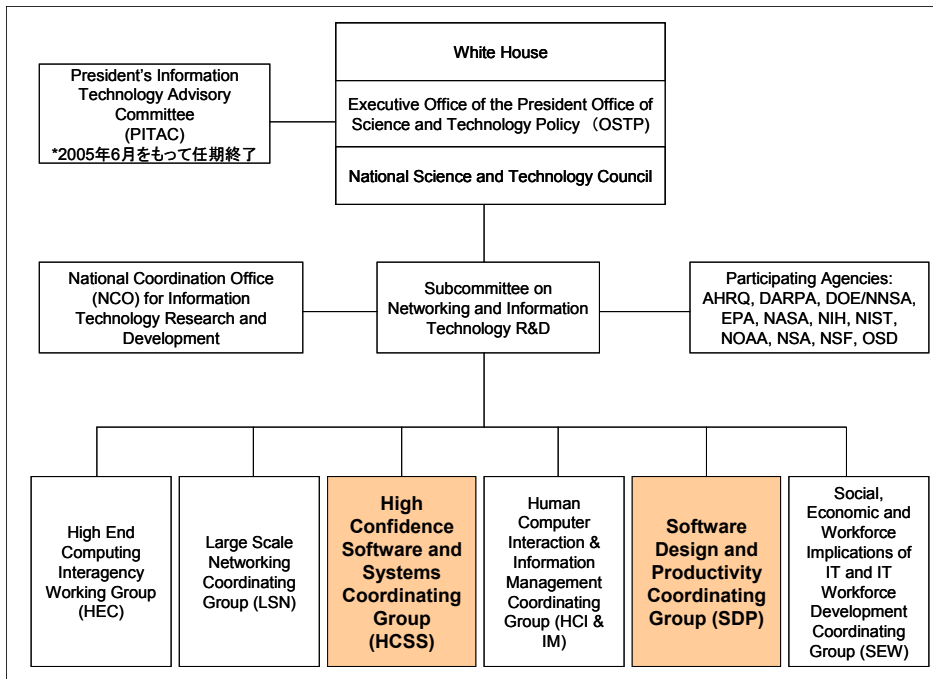 White House
President's Information
Technology Advisory
Committee
(PITAC)
*2005年6月をもって任期終了
Executive Office of the President Office of
Science and Technology Policy （OSTP）
National Science and Technology Council
National Coordination Office
(NCO) for Information
Technology Research and
Development
Subcommittee on
Networking and Information
Technology R&D
Participating Agencies:
AHRQ, DARPA, DOE/NNSA,
EPA, NASA, NIH, NIST,
NOAA, NSA, NSF, OSD
High End
Computing
Interagency
Working Group
(HEC)
Large Scale
Networking
Coordinating
Group (LSN)
High
Confidence
Software and
Systems
Coordinating
Group
(HCSS)
Human
Computer
Interaction &
Information
Management
Coordinating
Group (HCI &
IM)
Software
Design and
Productivity
Coordinating
Group (SDP)
Social,
Economic and
Workforce
Implications of
IT and IT
Workforce
Development
Coordinating
Group (SEW)